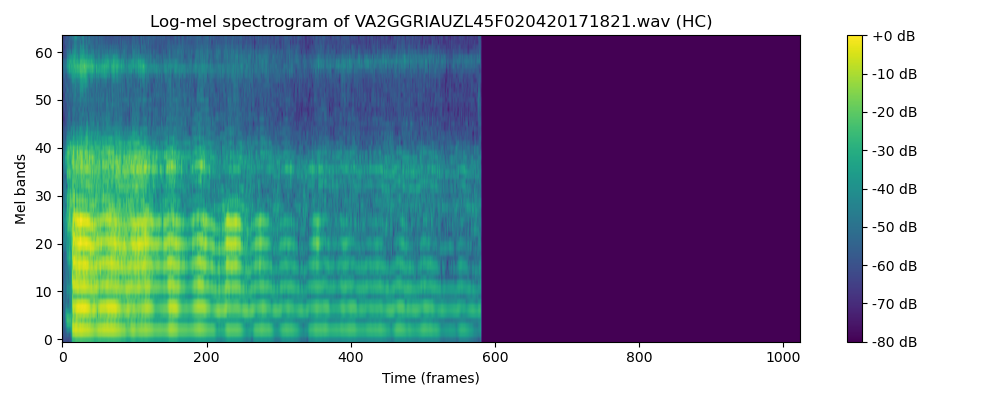 Log-mel spectrogram of VA2GGRIAUZL45F020420171821.wav (HC)
Mel bands
60
50
40
30
20
10
0
0 200 400 600 800 1000
Time (frames)
+0 dB
-10 dB
-20 dB
-30 dB
-40 dB
-50 dB
-60 dB
-70 dB
-80 dB